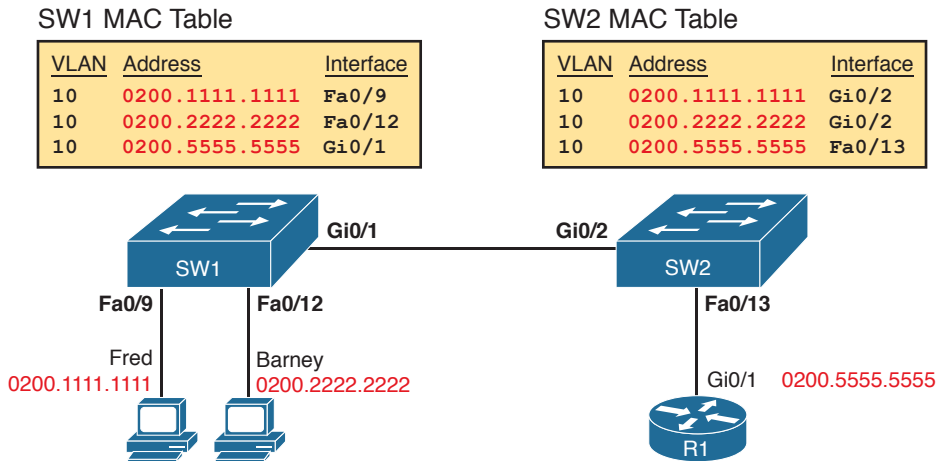 SW1 MAC Table
SW2 MAC Table
VLAN Address Interface
10 0200.1111.1111 Fa0/9
10 0200.2222.2222 Fa0/12
10 0200.5555.5555 Gi0/1
VLAN Address Interface
10 0200.1111.1111 Gi0/2
10 0200.2222.2222 Gi0/2
10 0200.5555.5555 Fa0/13
Gi0/1
Gi0/2
SW1
SW2
Fa0/9
Fa0/12
Fa0/13
Fred
0200.1111.1111
Barney
0200.2222.2222
Gi0/1 0200.5555.5555
R1